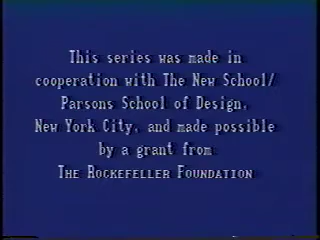 This series was made in
cooperation with The New School/
Parsons School of Design,
New York City, and made possible
by a grant from
THE ROCKEFELLER FOUNDATION